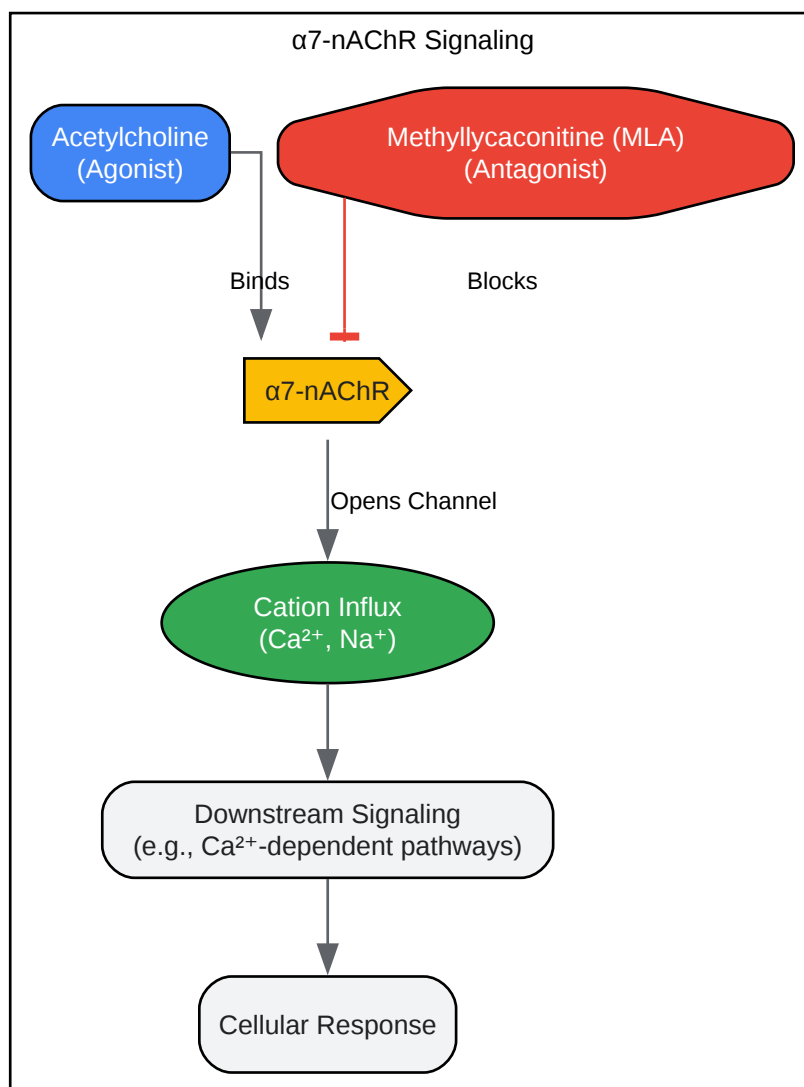 α7-nAChR Signaling
Acetylcholine
(Agonist)
Methyllycaconitine (MLA)
(Antagonist)
Binds
Blocks
α7-nAChR
Opens Channel
Cation Influx
(Ca²⁺, Na⁺)
Downstream Signaling
(e.g., Ca²⁺-dependent pathways)
Cellular Response